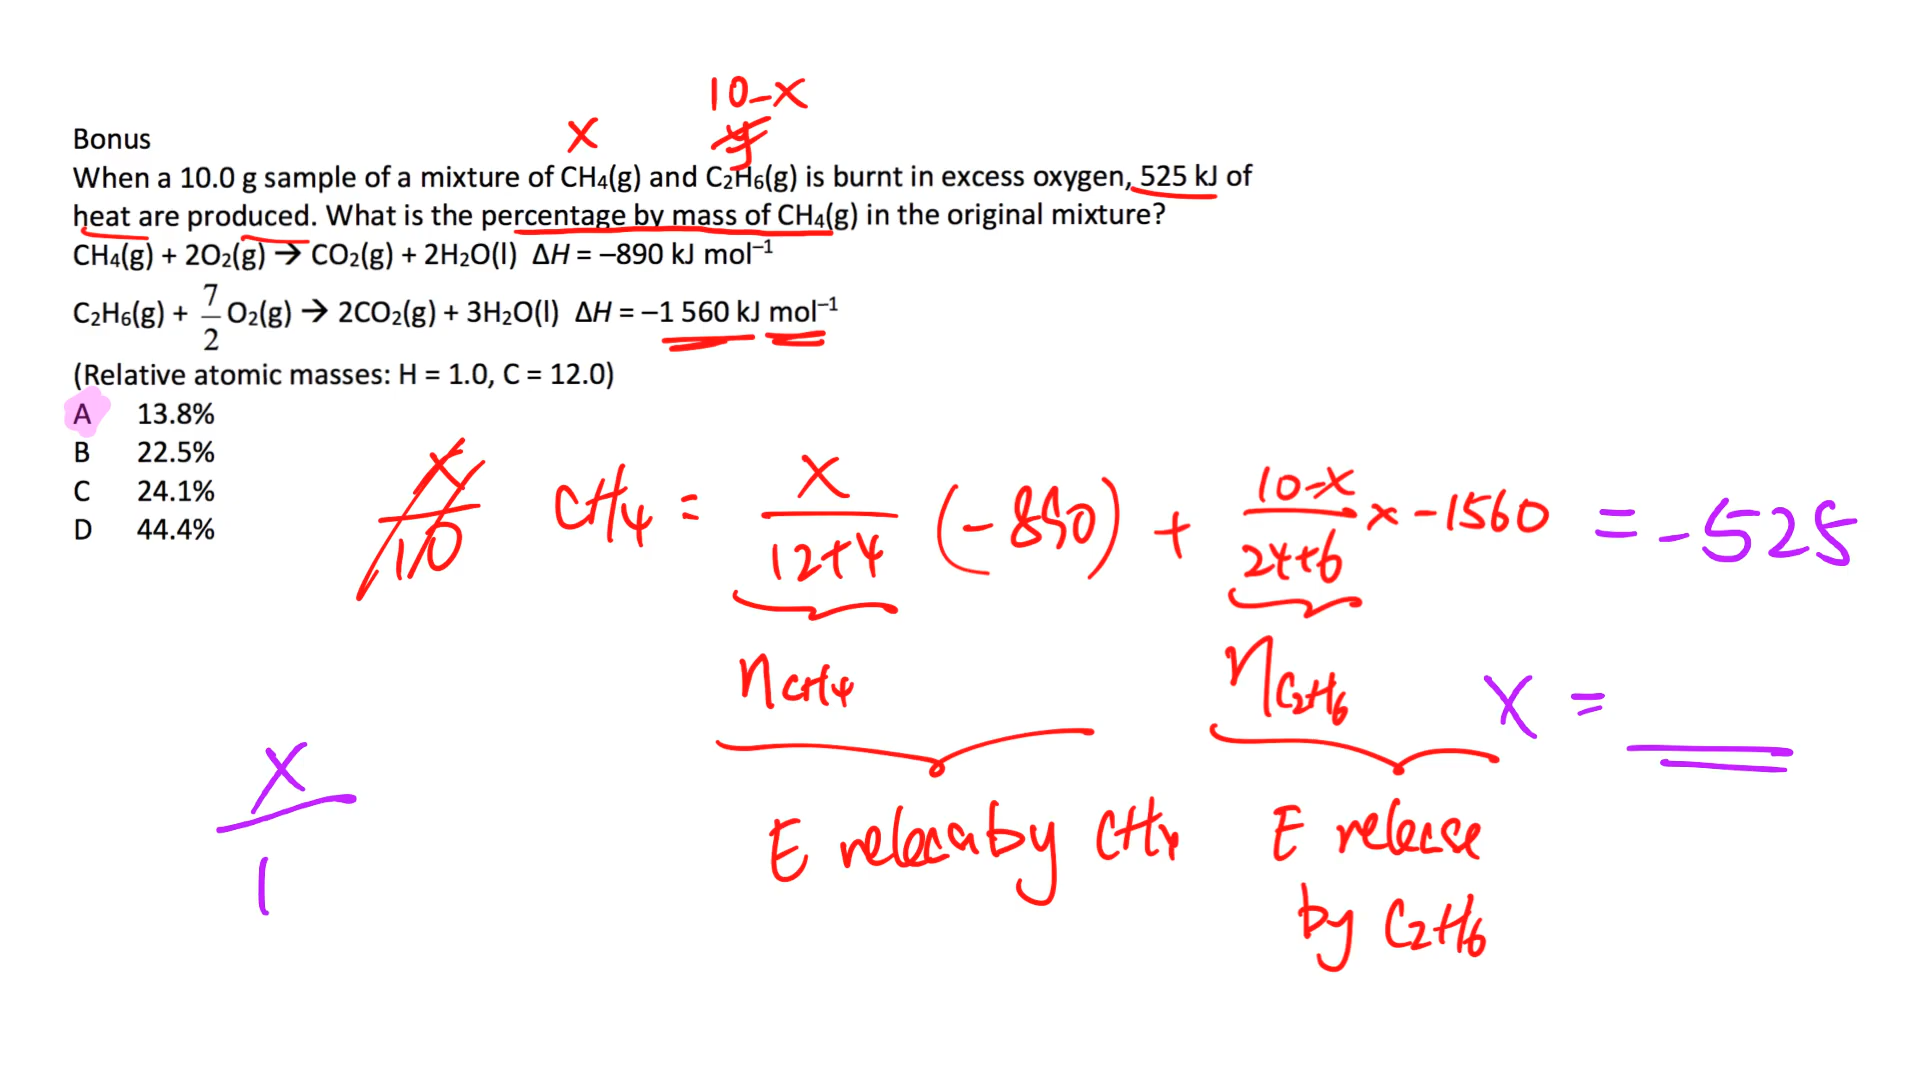 10-x
x y
Bonus
When a 10.0 g sample of a mixture of CH₄(g) and C₂H₆(g) is burnt in excess oxygen, 525 kJ of
heat are produced. What is the percentage by mass of CH₄(g) in the original mixture?
CH₄(g) + 2O₂(g) → CO₂(g) + 2H₂O(l) ΔH = –890 kJ mol⁻¹
C₂H₆(g) + 7/2 O₂(g) → 2CO₂(g) + 3H₂O(l) ΔH = –1 560 kJ mol⁻¹
(Relative atomic masses: H = 1.0, C = 12.0)
A 13.8%
B 22.5%
C 24.1%
D 44.4%
x/10 CH₄ = x/12+4 (-890) + 10-x/24+6 x -1560 = -525
nCH₄ nC₂H₆ x =
x/1
E release by CH₄ E release
by C₂H₆